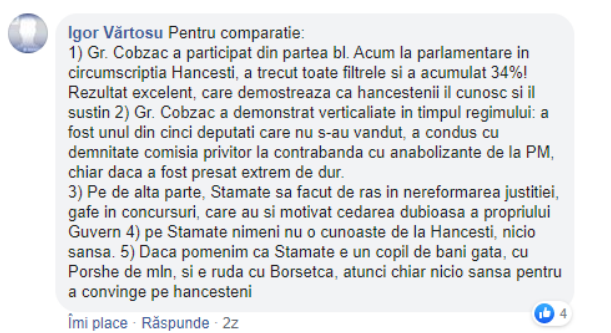 Igor Vărtosu Pentru comparatie:
1) Gr. Cobzac a participat din partea bl. Acum la parlamentare in
circumscriptia Hancesti, a trecut toate filtrele si a acumulat 34%!
Rezultat excelent, care demostreaza ca hancestenii il cunosc si il
sustin 2) Gr. Cobzac a demonstrat verticaliate in timpul regimului: a
fost unul din cinci deputati care nu s-au vandut, a condus cu
demnitate comisia privitor la contrabanda cu anabolizante de la PM,
chiar daca a fost presat extrem de dur.
3) Pe de alta parte, Stamate sa facut de ras in nereformarea justitiei,
gafe in concursuri, care au si motivat cedarea dubioasa a propriului
Guvern 4) pe Stamate nimeni nu o cunoaste de la Hancesti, nicio
sansa. 5) Daca pomenim ca Stamate e un copil de bani gata, cu
Porshe de mln, si e ruda cu Borsetca, atunci chiar nicio sansa pentru
a convinge pe hancesteni
4
Îmi place · Răspunde · 2z